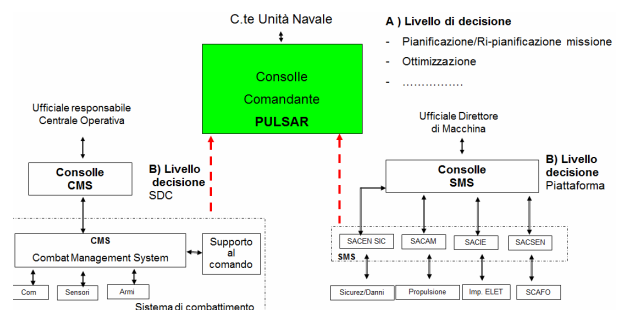 C.te Unità Navale
A ) Livello di decisione
- Pianificazione/Ri-pianificazione missione
- Ottimizzazione
- ……………
Consolle
Comandante
PULSAR
Ufficiale responsabile
Centrale Operativa
Ufficiale Direttore
di Macchina
Consolle
CMS
B) Livello
decisione
SDC
Consolle
SMS
B) Livello
decisione
Piattaforma
CMS
Combat Management System
Supporto
al comando
SACEN SIC
SACAM
SACIE
SACSEN
SMS
Com
Sensori
Armi
Sicurez/Danni
Propulsione
Imp. ELET
SCAFO
Sistema di combattimento